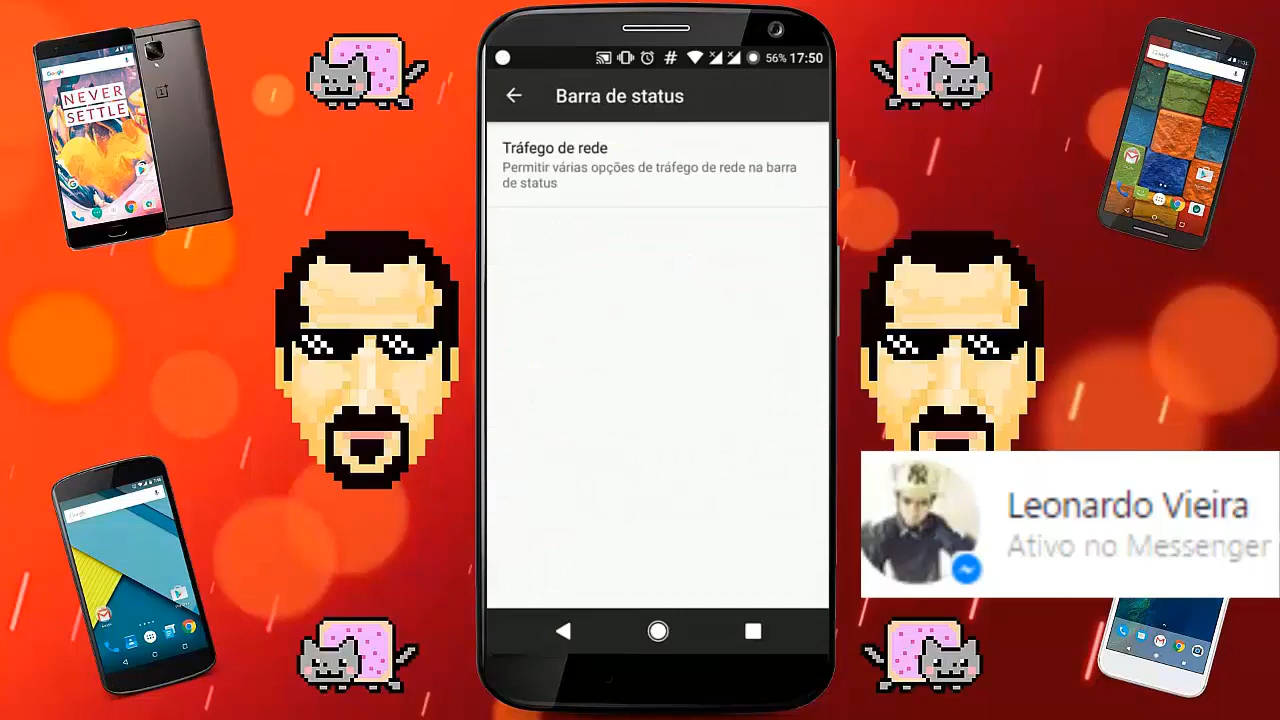 NEVER
SETTLE
Google
# 56% 17:50
Barra de status
Tráfego de rede
Permitir várias opções de tráfego de rede na barra
de status
Leonardo Vieira
Ativo no Messenger